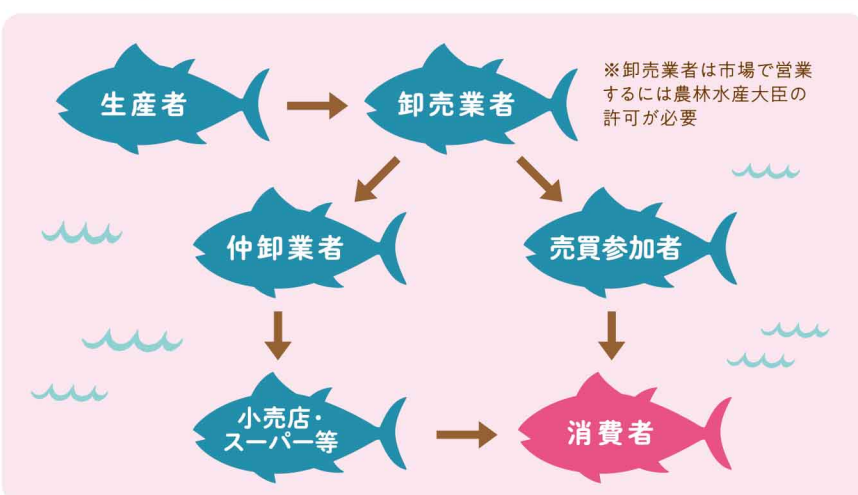 生産者
卸売業者
※卸売業者は市場で営業
するには農林水産大臣の
許可が必要
仲卸業者
売買参加者
小売店・
スーパー等
消費者